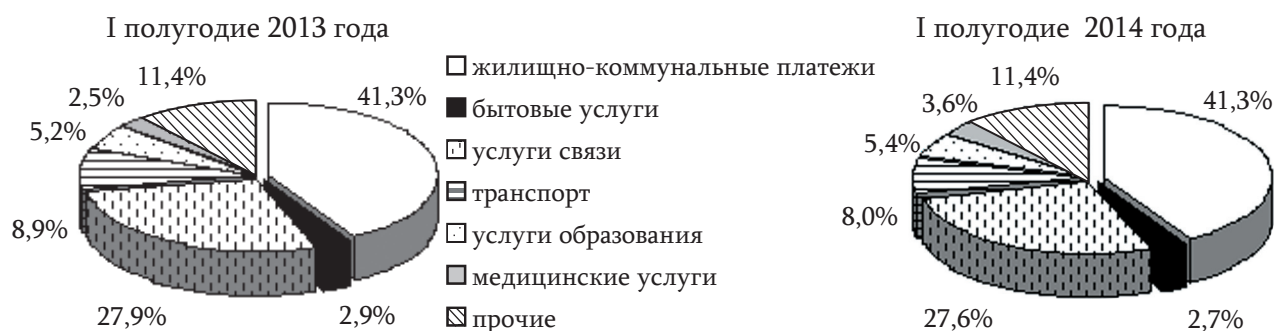 I полугодие 2013 года
11,4%
2,5%
5,2%
8,9%
27,9%
2,9%
41,3%
жилищно-коммунальные платежи
бытовые услуги
услуги связи
транспорт
услуги образования
медицинские услуги
прочие
I полугодие 2014 года
11,4%
3,6%
5,4%
8,0%
27,6%
2,7%
41,3%